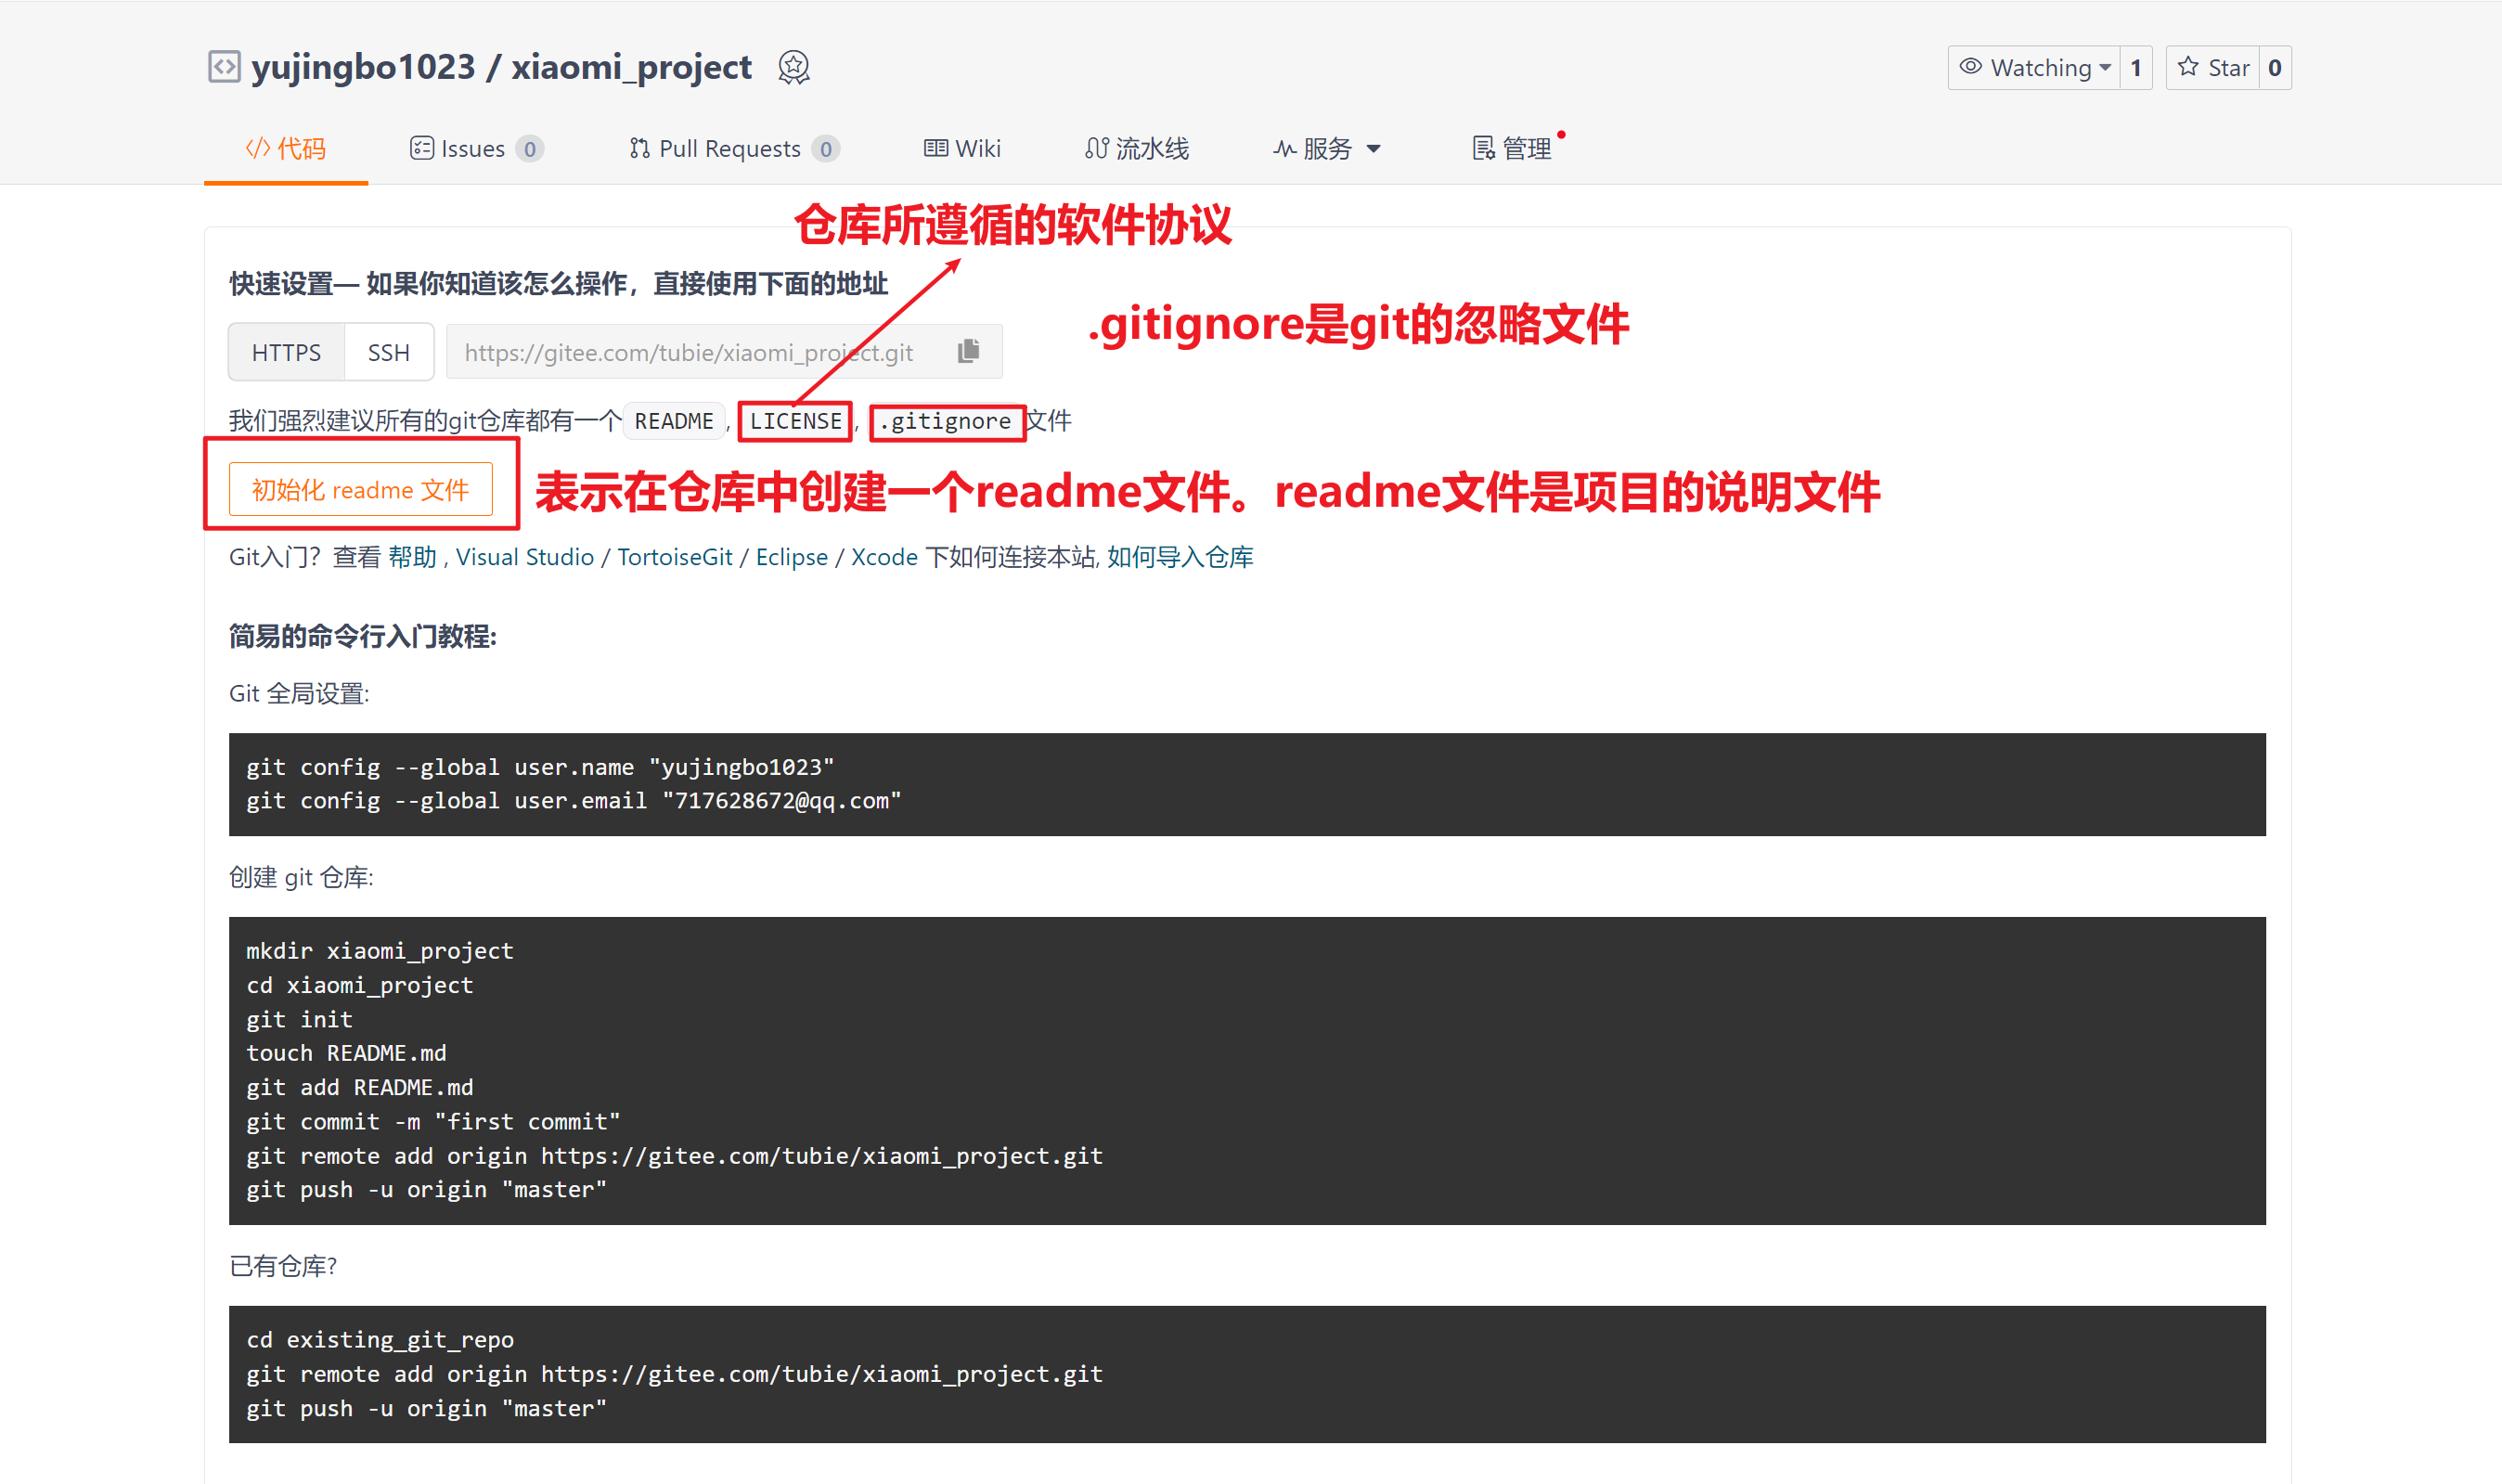 yujingbo1023 / xiaomi_project
Watching 1
Star 0
代码
Issues 0
Pull Requests 0
Wiki
流水线
服务
管理
仓库所遵循的软件协议
快速设置— 如果你知道该怎么操作，直接使用下面的地址
.gitignore是git的忽略文件
HTTPS SSH https://gitee.com/tubie/xiaomi_project.git
我们强烈建议所有的git仓库都有一个 README, LICENSE, .gitignore 文件
初始化 readme 文件
表示在仓库中创建一个readme文件。readme文件是项目的说明文件
Git入门？查看 帮助 , Visual Studio / TortoiseGit / Eclipse / Xcode 下如何连接本站, 如何导入仓库
简易的命令行入门教程:
Git 全局设置:
git config --global user.name "yujingbo1023"
git config --global user.email "717628672@qq.com"
创建 git 仓库:
mkdir xiaomi_project
cd xiaomi_project
git init
touch README.md
git add README.md
git commit -m "first commit"
git remote add origin https://gitee.com/tubie/xiaomi_project.git
git push -u origin "master"
已有仓库?
cd existing_git_repo
git remote add origin https://gitee.com/tubie/xiaomi_project.git
git push -u origin "master"